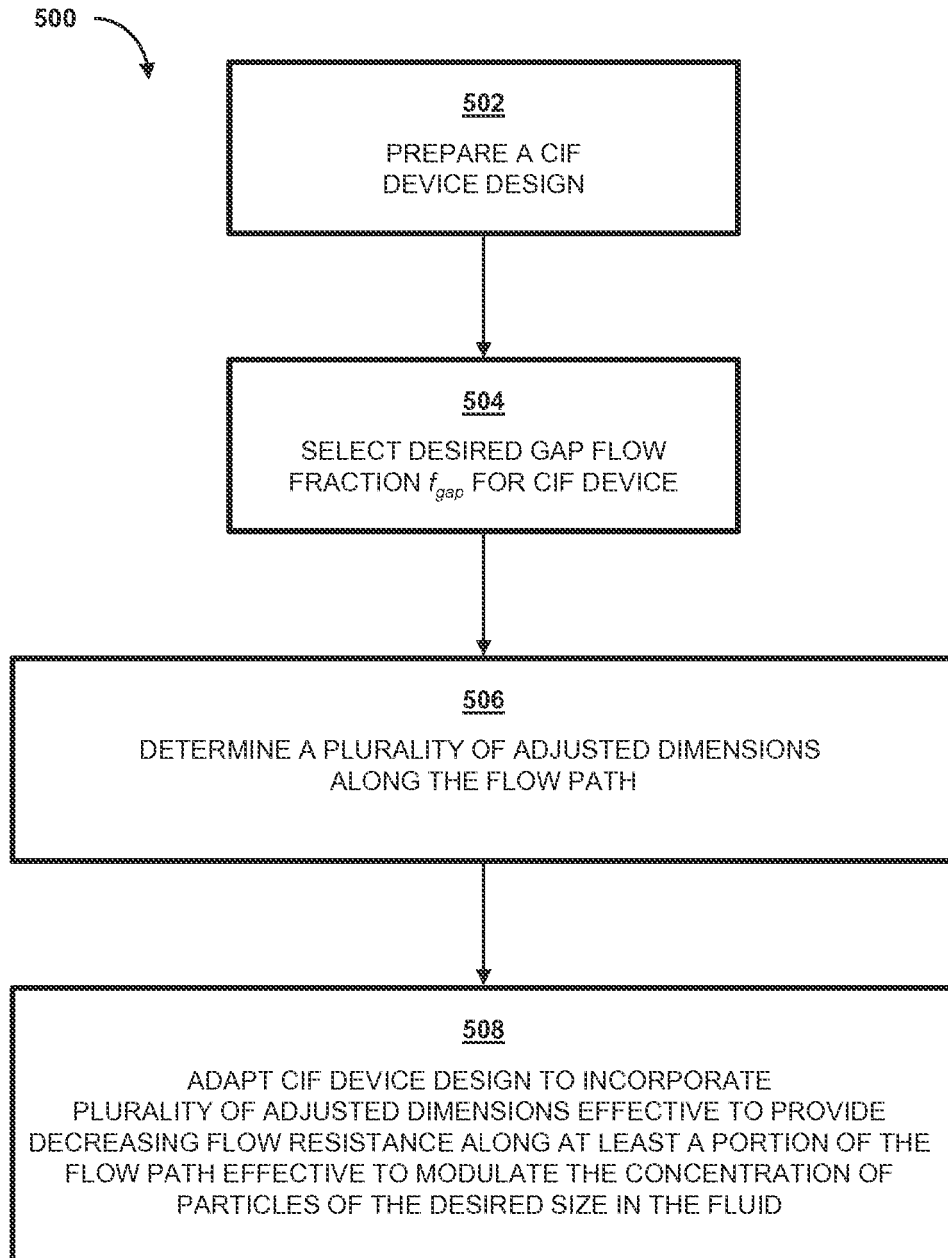 500
502
PREPARE A CIF
DEVICE DESIGN
504
SELECT DESIRED GAP FLOW
FRACTION fgap FOR CIF DEVICE
506
DETERMINE A PLURALITY OF ADJUSTED DIMENSIONS
ALONG THE FLOW PATH
508
ADAPT CIF DEVICE DESIGN TO INCORPORATE
PLURALITY OF ADJUSTED DIMENSIONS EFFECTIVE TO PROVIDE
DECREASING FLOW RESISTANCE ALONG AT LEAST A PORTION OF THE
FLOW PATH EFFECTIVE TO MODULATE THE CONCENTRATION OF
PARTICLES OF THE DESIRED SIZE IN THE FLUID